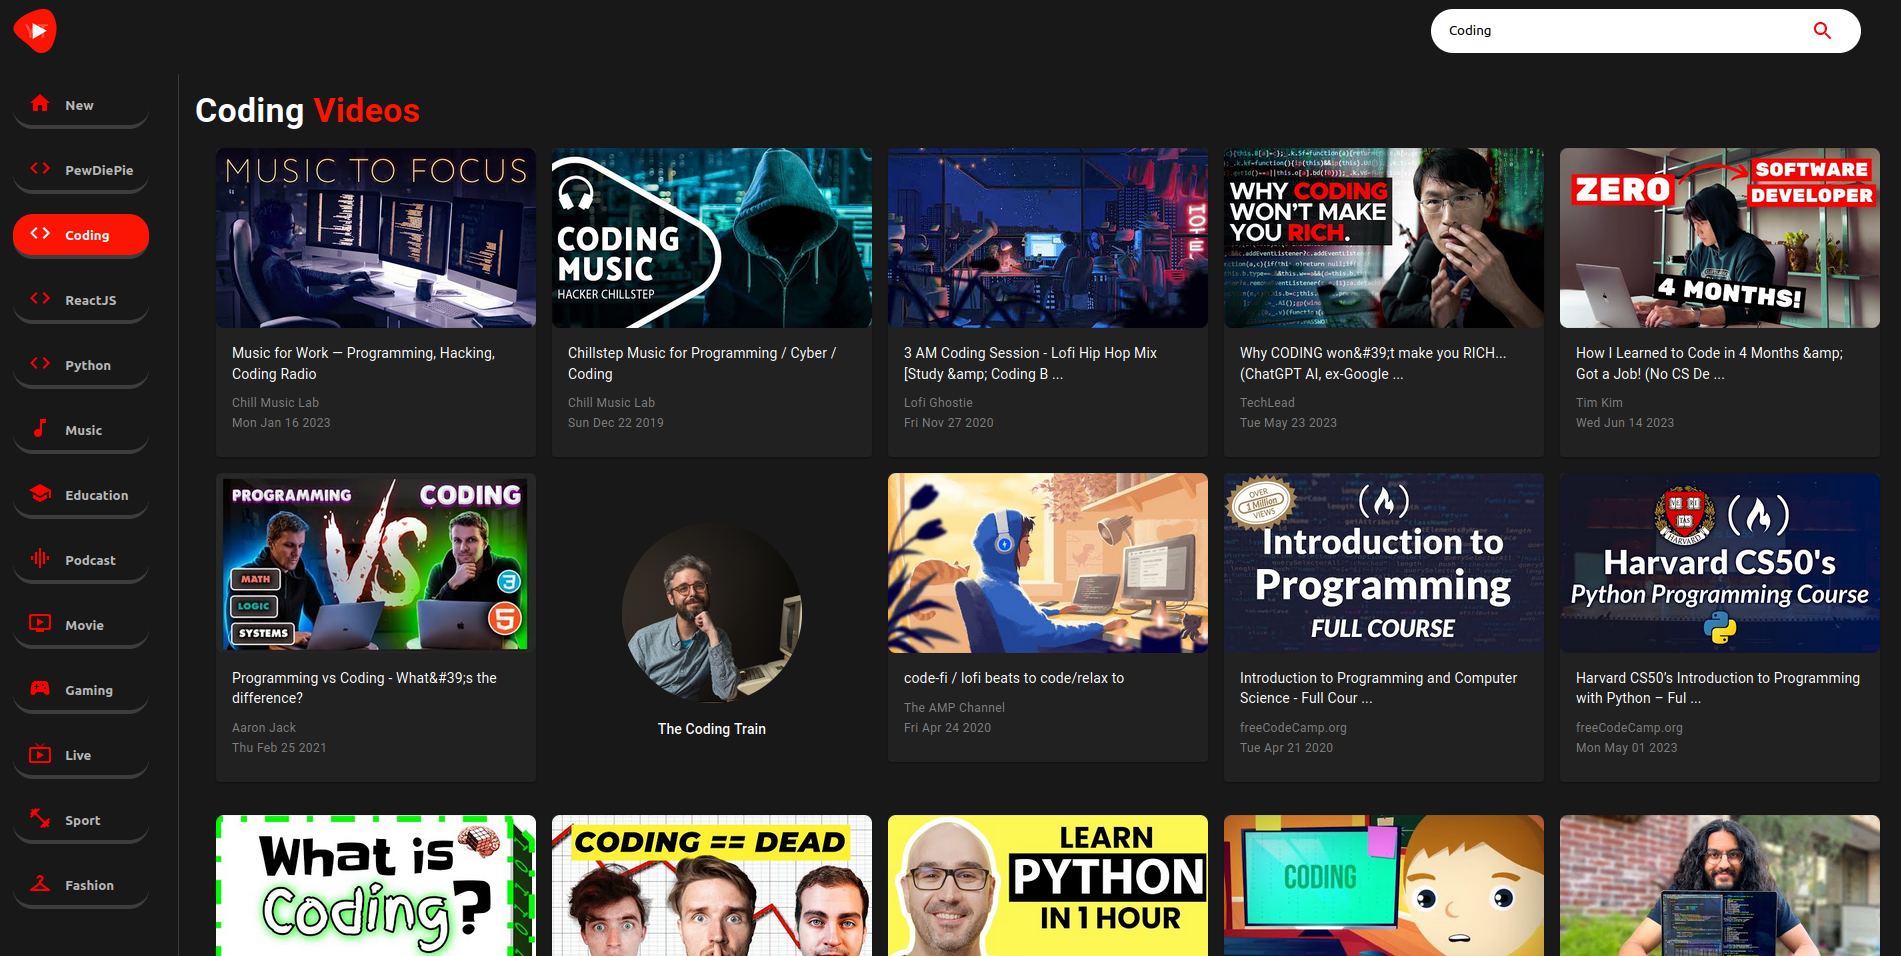 Coding
New
PewDiePie
Coding
ReactJS
Python
Music
Education
Podcast
Movie
Gaming
Live
Sport
Fashion
Coding Videos
MUSIC TO FOCUS
Music for Work — Programming, Hacking,
Coding Radio
Chill Music Lab
Mon Jan 16 2023
CODING
MUSIC
HACKER CHILLSTEP
Chillstep Music for Programming / Cyber /
Coding
Chill Music Lab
Sun Dec 22 2019
3 AM Coding Session - Lofi Hip Hop Mix
[Study &amp; Coding B ...
Lofi Ghostie
Fri Nov 27 2020
WHY CODING
WON'T MAKE
YOU RICH.
Why CODING won&#39;t make you RICH...
(ChatGPT AI, ex-Google ...
TechLead
Tue May 23 2023
ZERO
SOFTWARE
DEVELOPER
4 MONTHS!
How I Learned to Code in 4 Months &amp;
Got a Job! (No CS De ...
Tim Kim
Wed Jun 14 2023
PROGRAMMING
CODING
VS
MATH
LOGIC
SYSTEMS
3
5
Programming vs Coding - What&#39;s the
difference?
Aaron Jack
Thu Feb 25 2021
The Coding Train
code-fi / lofi beats to code/relax to
The AMP Channel
Fri Apr 24 2020
OVER
1 Million
VIEWS
Introduction to
Programming
FULL COURSE
Introduction to Programming and Computer
Science - Full Cour ...
freeCodeCamp.org
Tue Apr 21 2020
HARVARD
Harvard CS50's
Python Programming Course
Harvard CS50's Introduction to Programming
with Python – Ful ...
freeCodeCamp.org
Mon May 01 2023
What is
Coding?
CODING == DEAD
LEARN
PYTHON
IN 1 HOUR
CODING